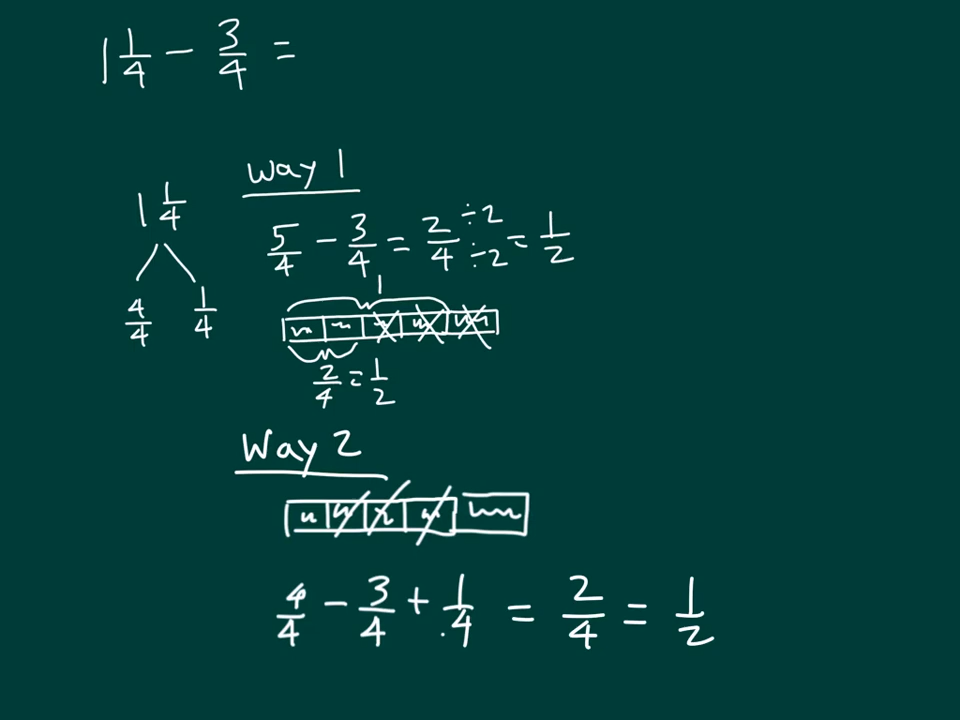 1 1/4 - 3/4 =
Way 1
1 1/4
4/4 1/4
5/4 - 3/4 = 2/4 ÷2/÷2 = 1/2
1
2/4 = 1/2
Way 2
4/4 - 3/4 + 1/4 = 2/4 = 1/2